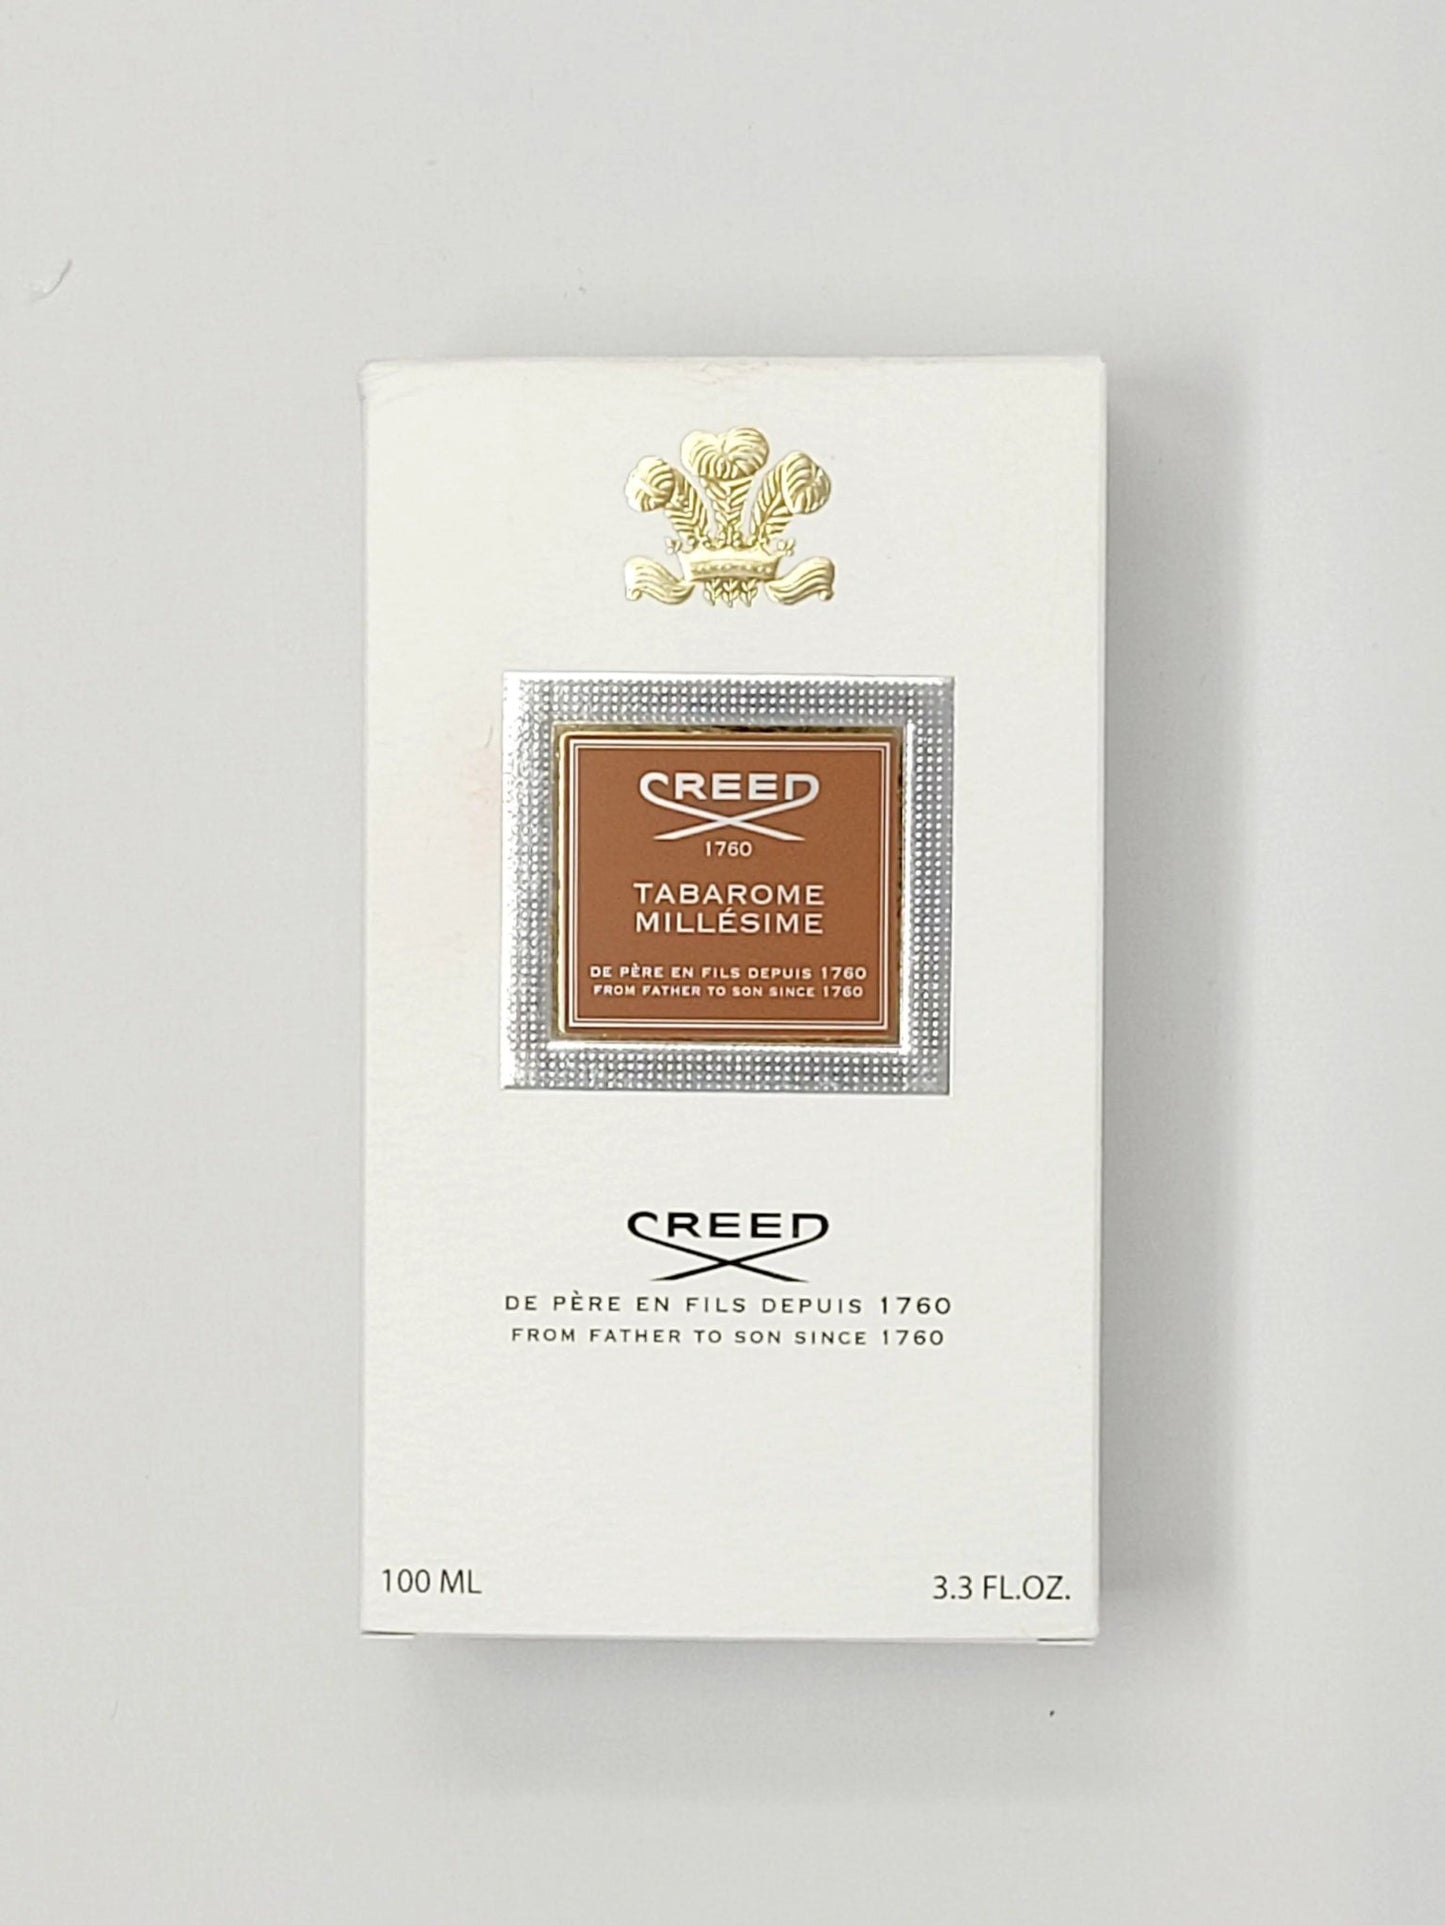 CREED
1760
TABAROME
MILLÉSIME
DE PÈRE EN FILS DEPUIS 1760
FROM FATHER TO SON SINCE 1760
CREED
DE PÈRE EN FILS DEPUIS 1760
FROM FATHER TO SON SINCE 1760
100 ML
3.3 FL.OZ.